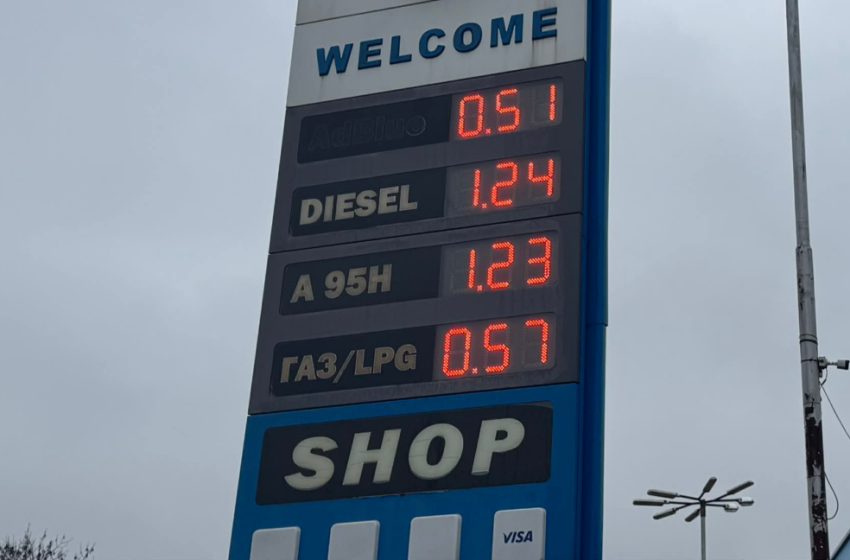 WELCOME
AdBlue 0.51
DIESEL 1.24
A 95H 1.23
ГАЗ/LPG 0.57
SHOP
VISA